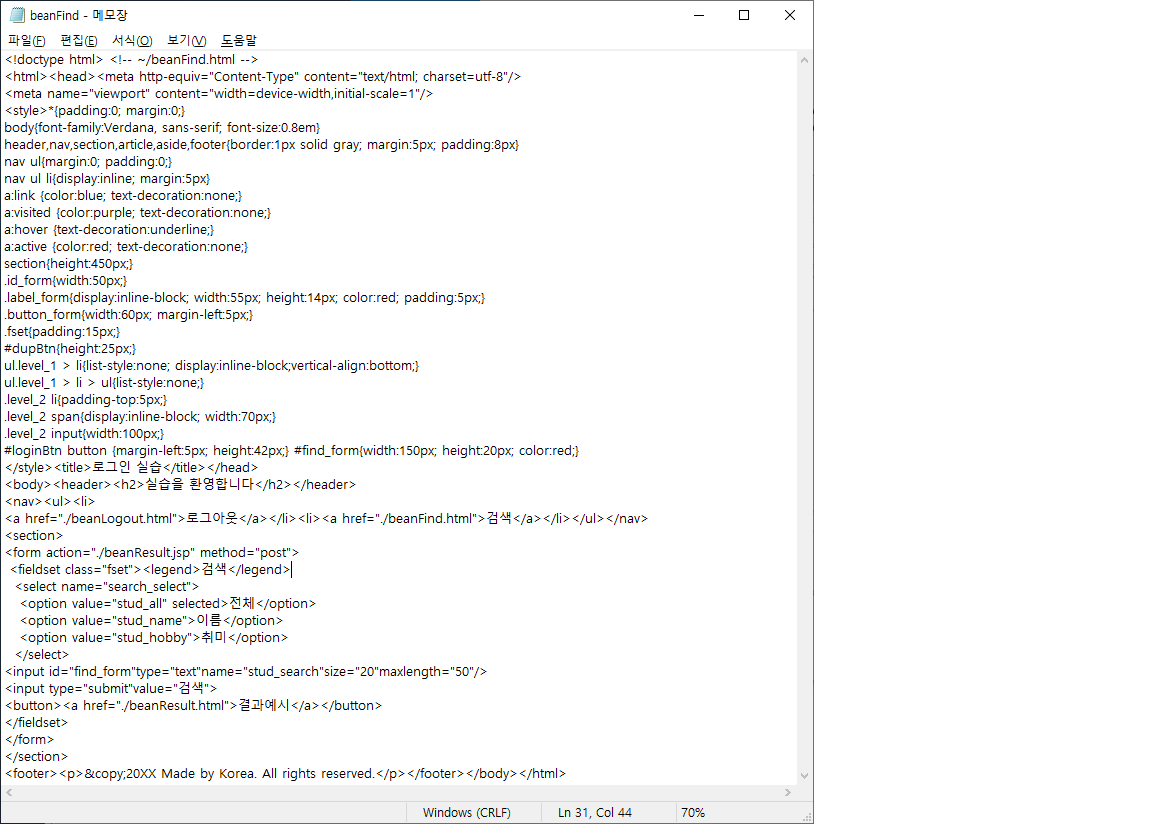 beanFind - 메모장
파일(F) 편집(E) 서식(O) 보기(V) 도움말
<!doctype html> <!-- ~/beanFind.html -->
<html><head><meta http-equiv="Content-Type" content="text/html; charset=utf-8"/>
<meta name="viewport" content="width=device-width,initial-scale=1"/>
<style>*{padding:0; margin:0;}
body{font-family:Verdana, sans-serif; font-size:0.8em}
header,nav,section,article,aside,footer{border:1px solid gray; margin:5px; padding:8px}
nav ul{margin:0; padding:0;}
nav ul li{display:inline; margin:5px}
a:link {color:blue; text-decoration:none;}
a:visited {color:purple; text-decoration:none;}
a:hover {text-decoration:underline;}
a:active {color:red; text-decoration:none;}
section{height:450px;}
.id_form{width:50px;}
.label_form{display:inline-block; width:55px; height:14px; color:red; padding:5px;}
.button_form{width:60px; margin-left:5px;}
.fset{padding:15px;}
#dupBtn{height:25px;}
ul.level_1 > li{list-style:none; display:inline-block;vertical-align:bottom;}
ul.level_1 > li > ul{list-style:none;}
.level_2 li{padding-top:5px;}
.level_2 span{display:inline-block; width:70px;}
.level_2 input{width:100px;}
#loginBtn button {margin-left:5px; height:42px;} #find_form{width:150px; height:20px; color:red;}
</style><title>로그인 실습</title></head>
<body><header><h2>실습을 환영합니다</h2></header>
<nav><ul><li>
<a href="./beanLogout.html">로그아웃</a></li><li><a href="./beanFind.html">검색</a></li></ul></nav>
<section>
<form action="./beanResult.jsp" method="post">
<fieldset class="fset"><legend>검색</legend>
<select name="search_select">
<option value="stud_all" selected>전체</option>
<option value="stud_name">이름</option>
<option value="stud_hobby">취미</option>
</select>
<input id="find_form"type="text"name="stud_search"size="20"maxlength="50"/>
<input type="submit"value="검색">
<button><a href="./beanResult.html">결과예시</a></button>
</fieldset>
</form>
</section>
<footer><p>&copy;20XX Made by Korea. All rights reserved.</p></footer></body></html>
Windows (CRLF) Ln 31, Col 44 70%